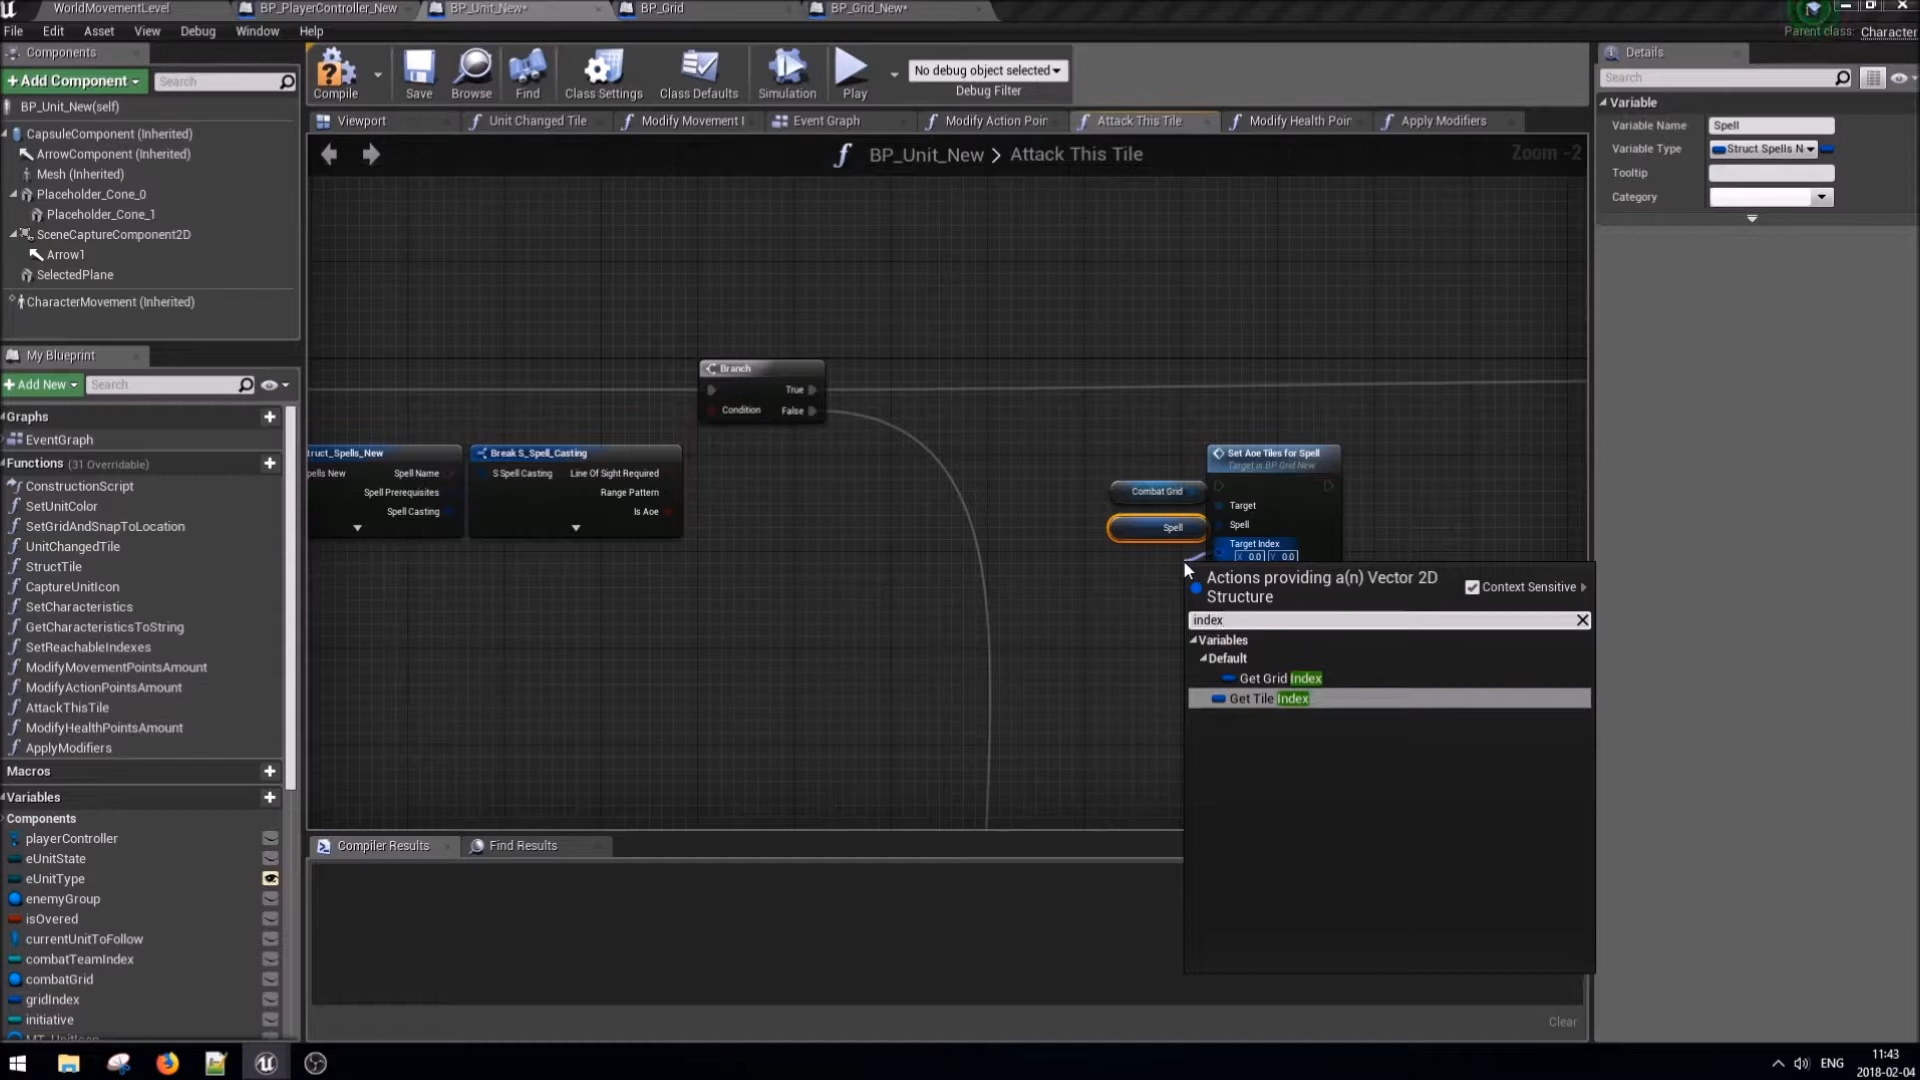 WorldMovementLevel
BP_PlayerController_New
BP_Unit_New*
BP_Grid
BP_Grid_New*
File
Edit
Asset
View
Debug
Window
Help
Parent class: Character
Components
+Add Component
Search
BP_Unit_New(self)
CapsuleComponent (Inherited)
ArrowComponent (Inherited)
Mesh (Inherited)
Placeholder_Cone_0
Placeholder_Cone_1
SceneCaptureComponent2D
Arrow1
SelectedPlane
CharacterMovement (Inherited)
My Blueprint
+Add New
Search
Graphs
EventGraph
Functions (31 Overridable)
ConstructionScript
SetUnitColor
SetGridAndSnapToLocation
UnitChangedTile
StructTile
CaptureUnitIcon
SetCharacteristics
GetCharacteristicsToString
SetReachableIndexes
ModifyMovementPointsAmount
ModifyActionPointsAmount
AttackThisTile
ModifyHealthPointsAmount
ApplyModifiers
Macros
Variables
Components
playerController
eUnitState
eUnitType
enemyGroup
isOvered
currentUnitToFollow
combatTeamIndex
combatGrid
gridIndex
initiative
Compile
Save
Browse
Find
Class Settings
Class Defaults
Simulation
Play
No debug object selected
Debug Filter
Viewport
Unit Changed Tile
Modify Movement I
Event Graph
Modify Action Poir
Attack This Tile
Modify Health Poir
Apply Modifiers
BP_Unit_New > Attack This Tile
Zoom -2
Branch
True
Condition
False
ruct_Spells_New
pells New
Spell Name
Spell Prerequisites
Spell Casting
Break S_Spell_Casting
S Spell Casting
Line Of Sight Required
Range Pattern
Is Aoe
Combat Grid
Spell
Set Aoe Tiles for Spell
Target is BP Grid New
Target
Spell
Target Index
X 0.0 Y 0.0
Actions providing a(n) Vector 2D
Structure
Context Sensitive
index
Variables
Default
Get Grid Index
Get Tile Index
Compiler Results
Find Results
Clear
Details
Search
Variable
Variable Name
Spell
Variable Type
Struct Spells N
Tooltip
Category
ENG
11:43
2018-02-04